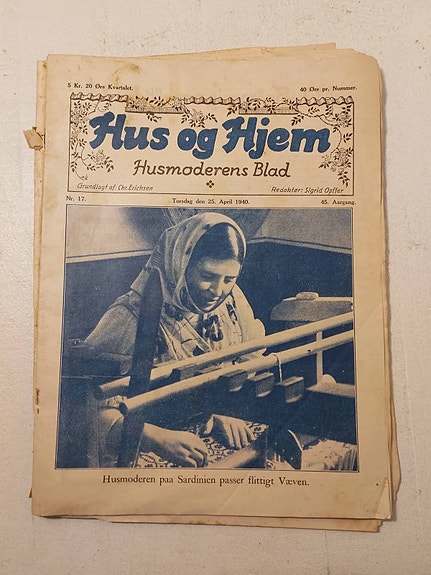 5 Kr. 20 Øre Kvartalet.
40 Øre pr. Nummer.
Hus og Hjem
Husmoderens Blad
Grundlagt af: Chr. Erichsen
Redaktør: Sigrid Opffer
Nr. 17.
Torsdag den 25. April 1940.
45. Aargang.
Husmoderen paa Sardinien passer flittigt Væven.